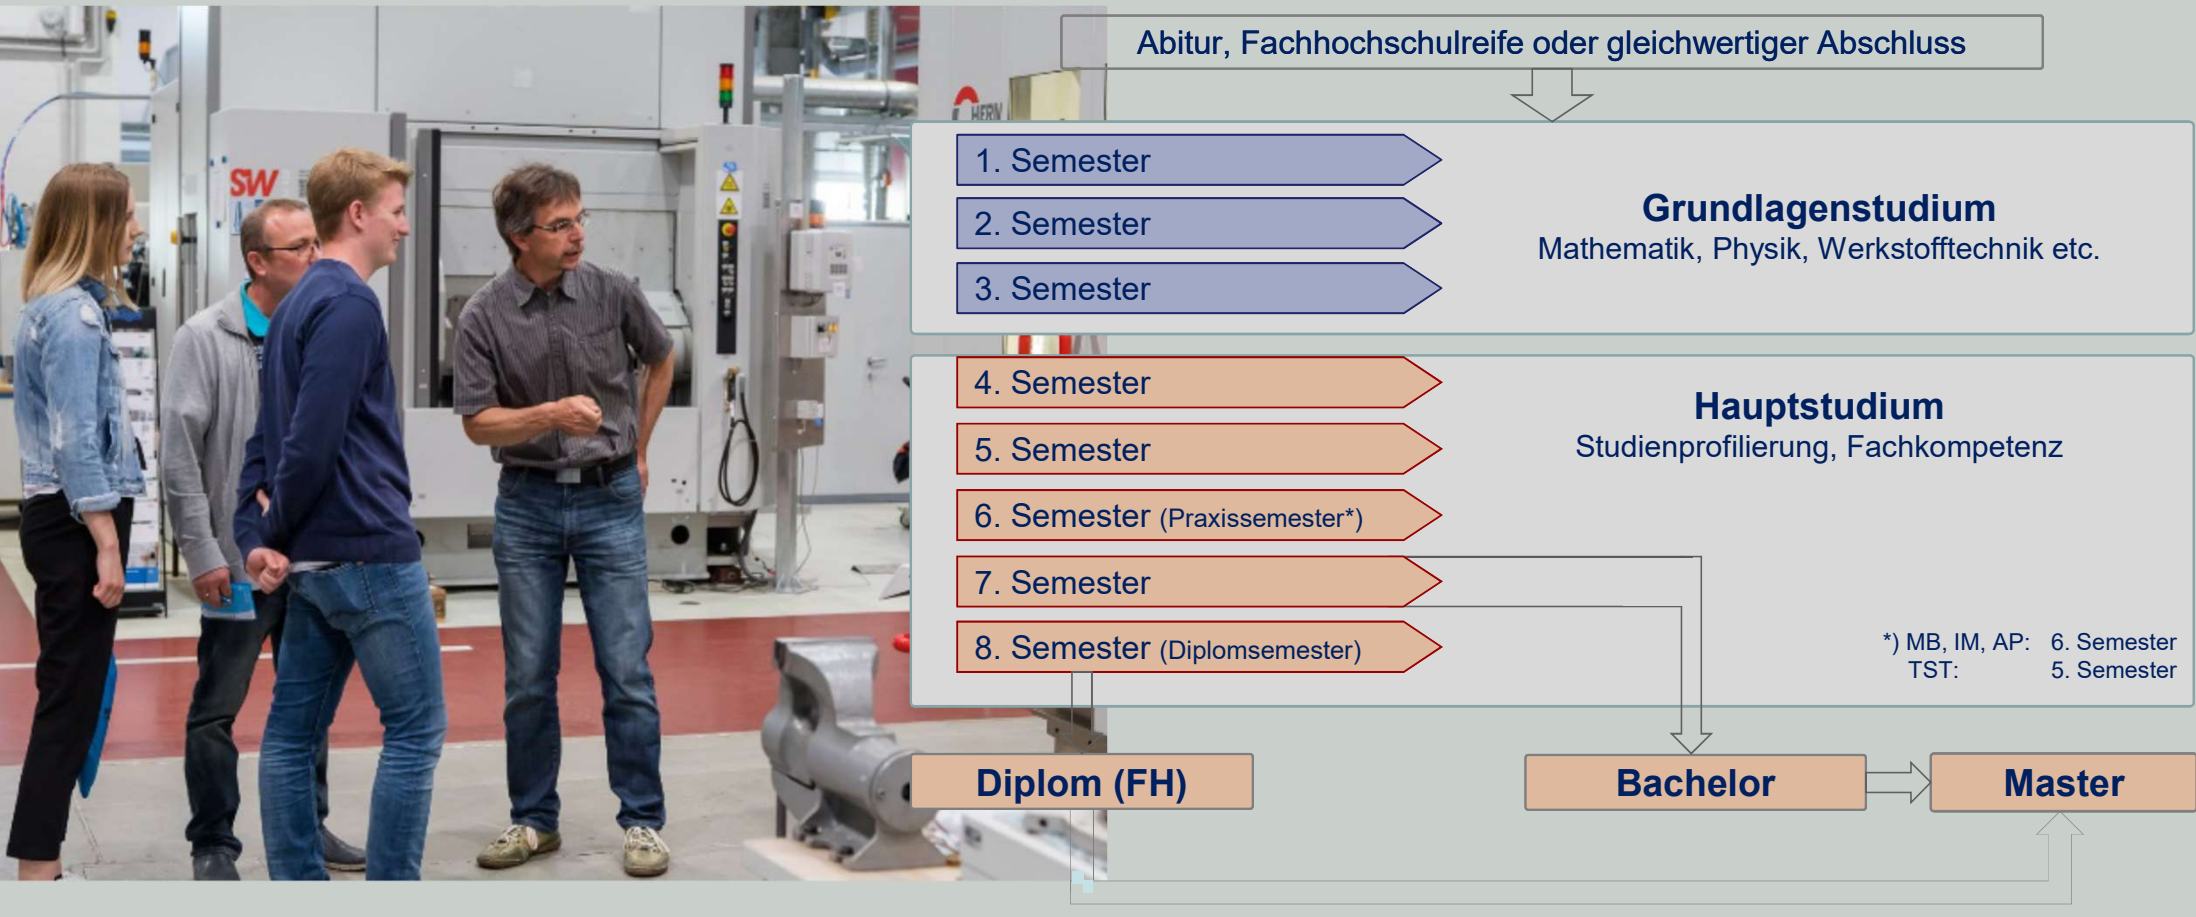 Abitur, Fachhochschulreife oder gleichwertiger Abschluss
SW
HERM
1. Semester
2. Semester
3. Semester
Grundlagenstudium
Mathematik, Physik, Werkstofftechnik etc.
4. Semester
5. Semester
6. Semester (Praxissemester*)
7. Semester
8. Semester (Diplomsemester)
Hauptstudium
Studienprofilierung, Fachkompetenz
*) MB, IM, AP: 6. Semester
TST: 5. Semester
Diplom (FH)
Bachelor
Master